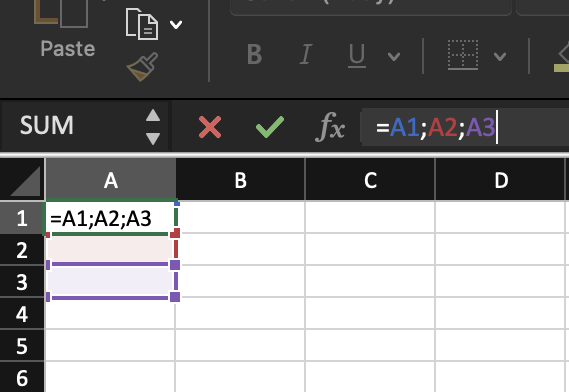 Paste
B I U
SUM fx =A1;A2;A3
A B C D
1 =A1;A2;A3
2
3
4
5
6